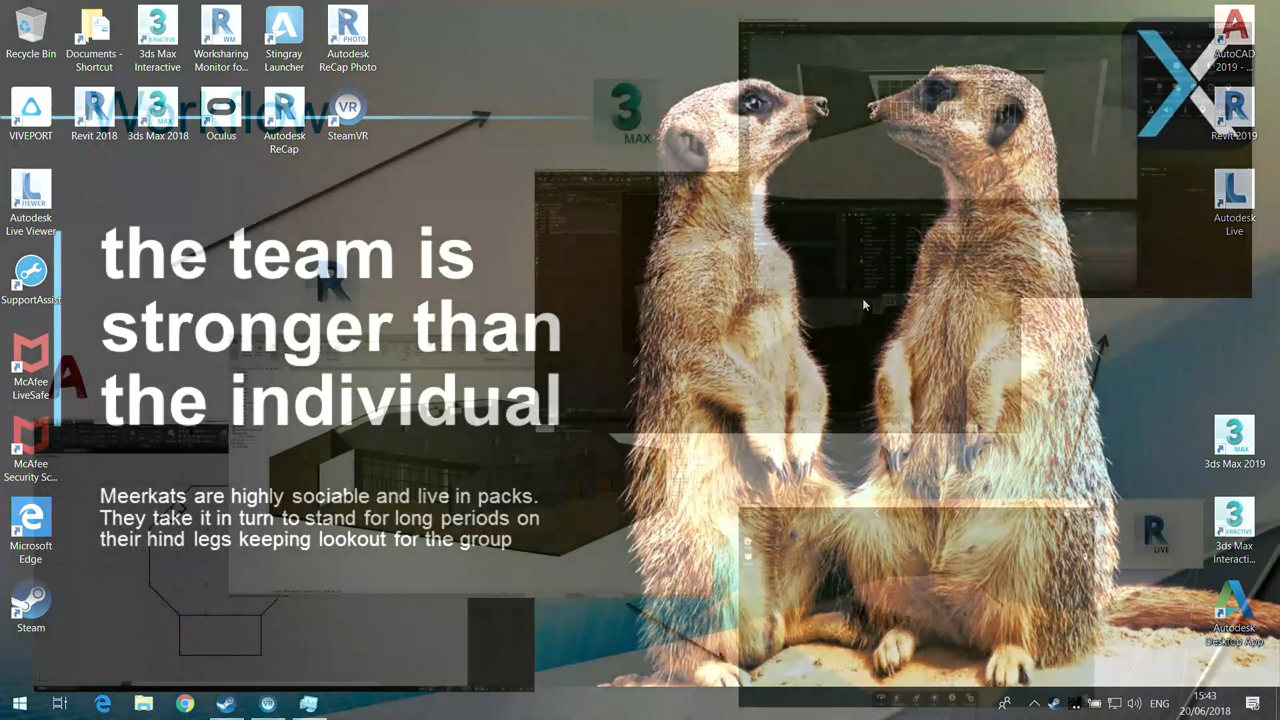 Recycle Bin
Documents -
Shortcut
3ds Max
Interactive
Worksharing
Monitor fo...
Stingray
Launcher
Autodesk
ReCap Photo
AutoCAD
2019 - ...
Workflow
VIVEPORT
Revit 2018
3ds Max 2018
Oculus
Autodesk
ReCap
SteamVR
Revit 2019
3
MAX
Autodesk
Live Viewer
Autodesk
Live
the team is
stronger than
the individual
SupportAssist
McAfee
LiveSafe
McAfee
Security Sc...
3ds Max 2019
Meerkats are highly sociable and live in packs.
They take it in turn to stand for long periods on
their hind legs keeping lookout for the group
Microsoft
Edge
R
LIVE
3ds Max
Interacti...
Steam
Autodesk
Desktop App
ENG
15:43
20/06/2018